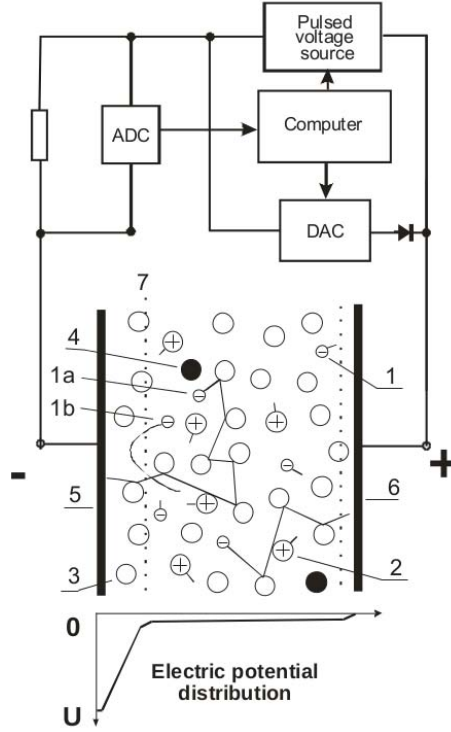 Pulsed
voltage
source
ADC
Computer
DAC
7
4
1a
1b
1
-
+
5
6
3
2
0
Electric potential
distribution
U